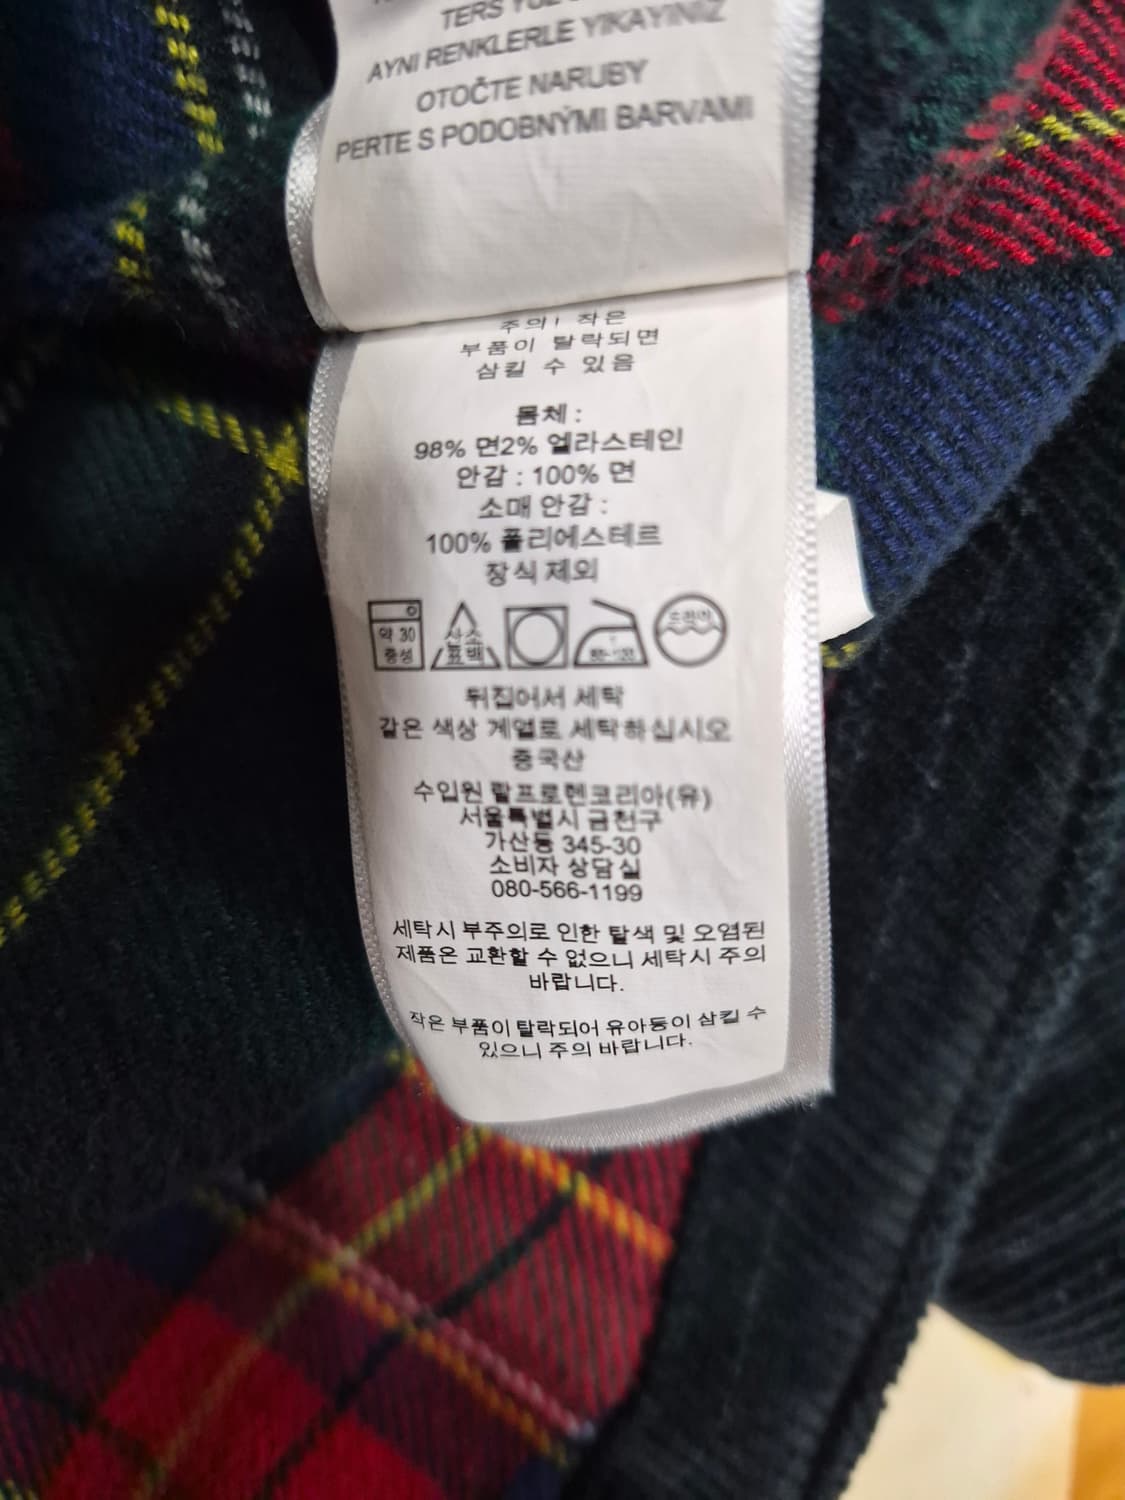 TERS
AYNI RENKLERLE YIKAYINIZ
OTOČTE NARUBY
PERTE S PODOBNÝMI BARVAMI
주의! 작은
부품이 탈락되면
삼킬 수 있음
몸체 :
98% 면2% 엘라스테인
안감 : 100% 면
소매 안감 :
100% 폴리에스테르
장식 제외
약 30
중성
산소
표백
80-120
드라이
뒤집어서 세탁
같은 색상 계열로 세탁하십시오
중국산
수입원 랄프로렌코리아(유)
서울특별시 금천구
가산동 345-30
소비자 상담실
080-566-1199
세탁시 부주의로 인한 탈색 및 오염된
제품은 교환할 수 없으니 세탁시 주의
바랍니다.
작은 부품이 탈락되어 유아등이 삼킬 수
있으니 주의 바랍니다.